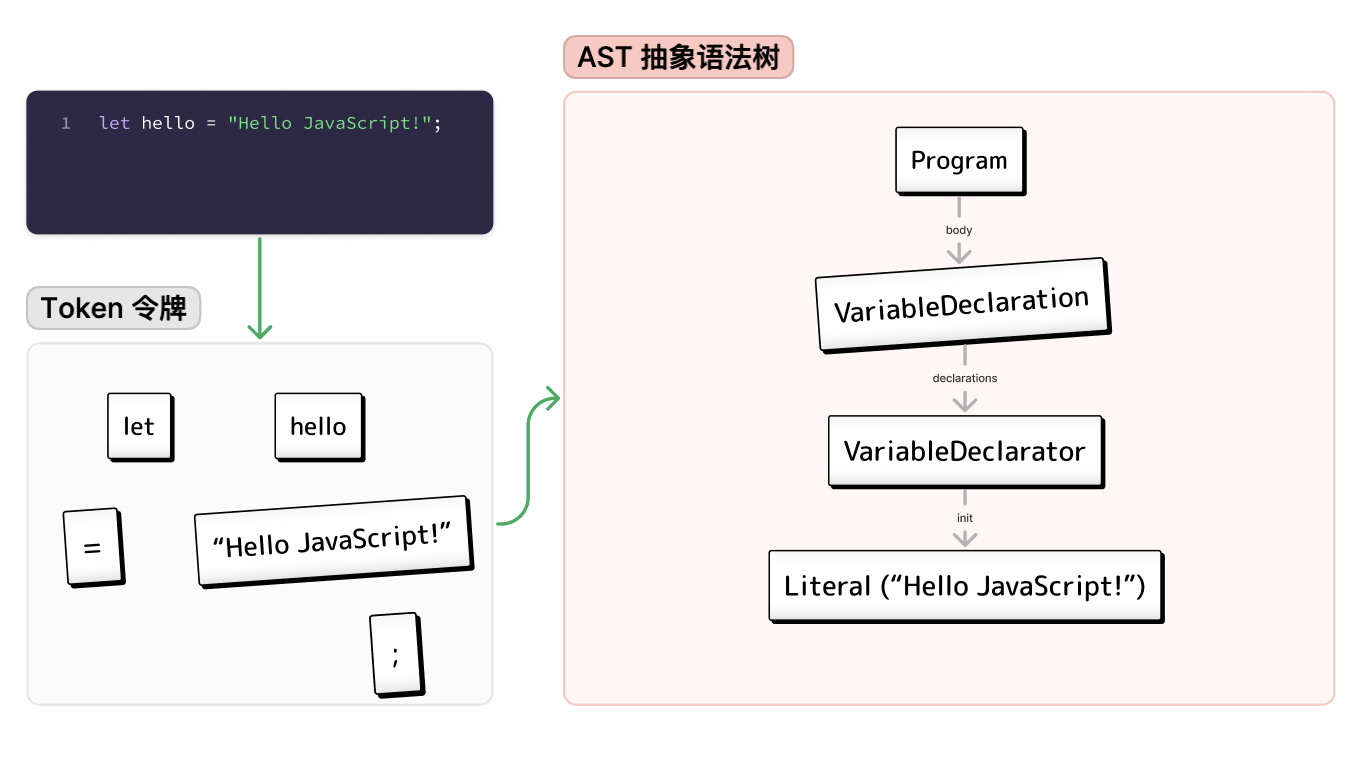 1 let hello = "Hello JavaScript!";
Token 令牌
let
hello
=
“Hello JavaScript!”
;
AST 抽象语法树
Program
body
VariableDeclaration
declarations
VariableDeclarator
init
Literal (“Hello JavaScript!”)